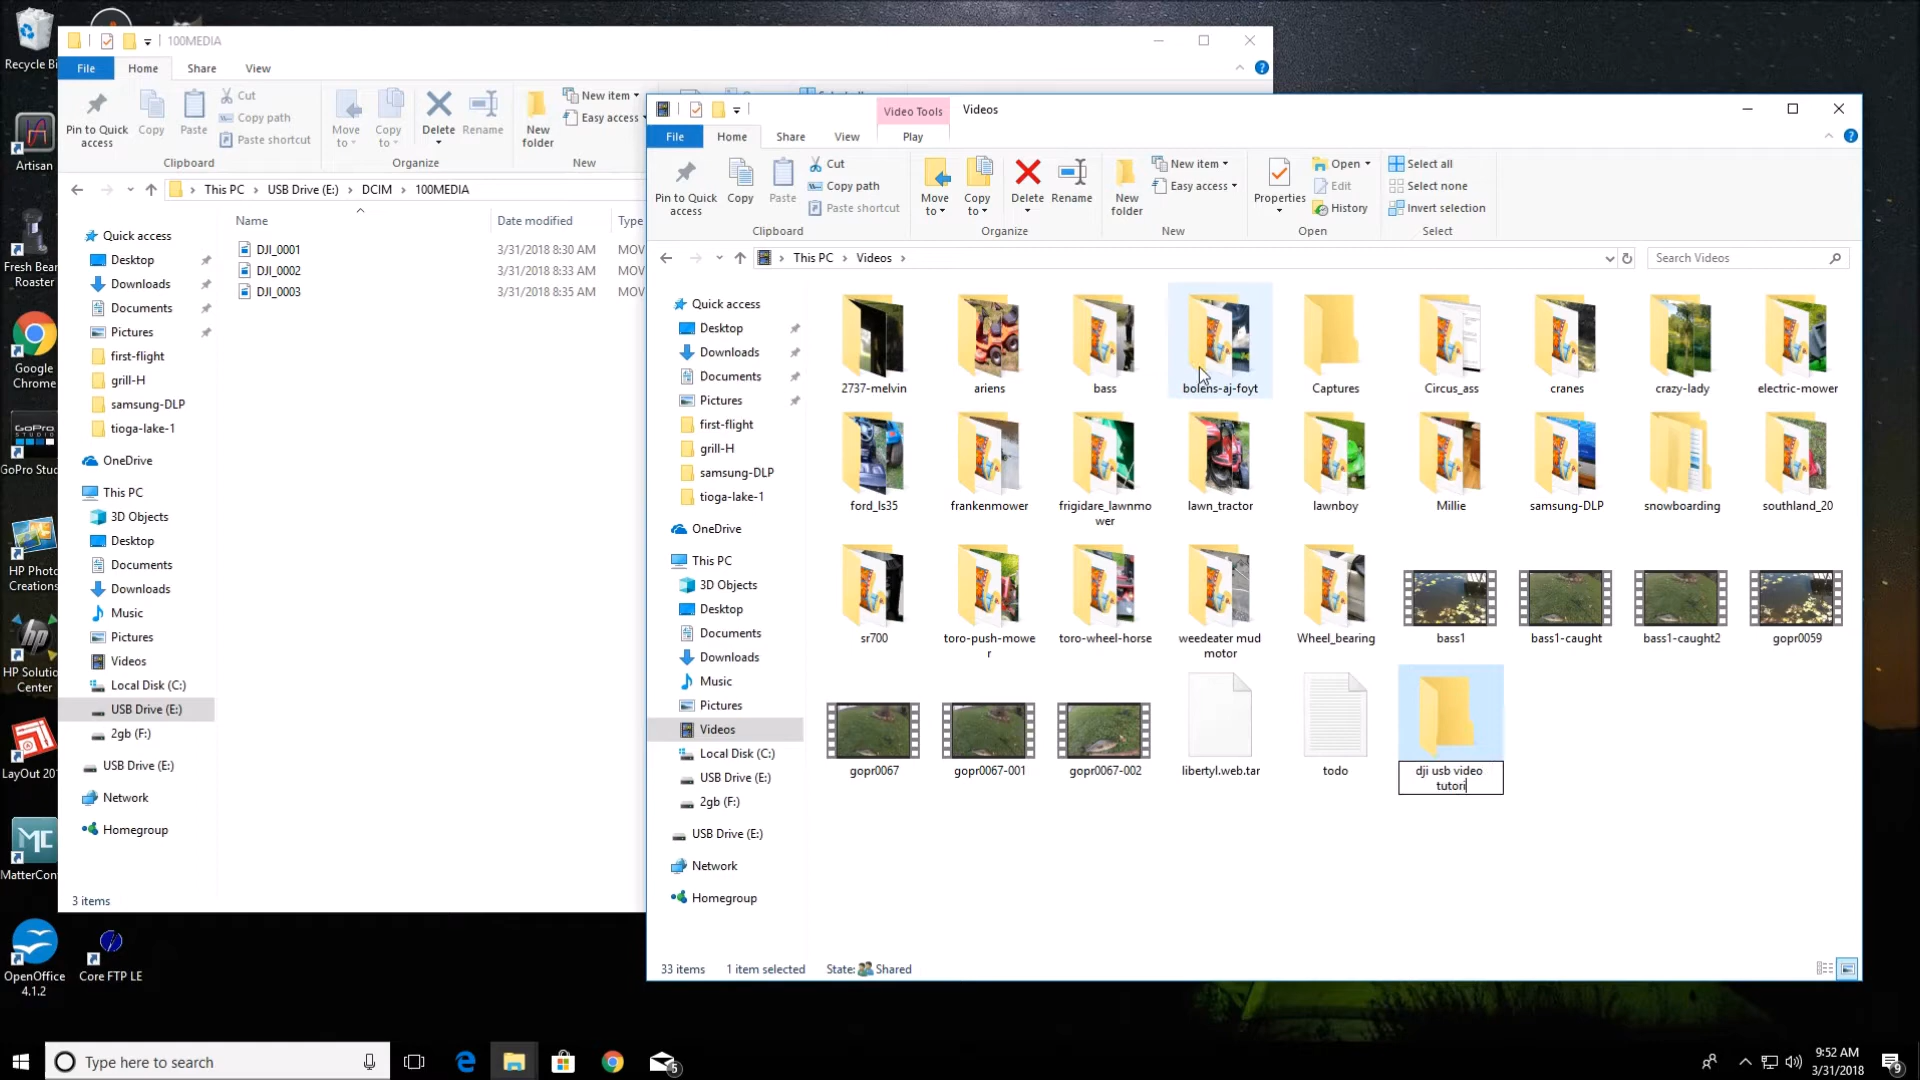 Recycle Bi
Artisan
Fresh Bean
Roaster
Google
Chrome
GoPro Stud
HP Photo
Creations
HP Solutio
Center
LayOut 20
MatterCon
OpenOffice
4.1.2
Core FTP LE
100MEDIA
File Home Share View
Pin to Quick
access
Copy
Paste
Cut
Copy path
Paste shortcut
Clipboard
Move
to
Copy
to
Delete
Rename
Organize
New
folder
New item
Easy access
New
This PC > USB Drive (E:) > DCIM > 100MEDIA
Name Date modified Type
DJI_0001 3/31/2018 8:30 AM MOV
DJI_0002 3/31/2018 8:33 AM MOV
DJI_0003 3/31/2018 8:35 AM MOV
Quick access
Desktop
Downloads
Documents
Pictures
first-flight
grill-H
samsung-DLP
tioga-lake-1
OneDrive
This PC
3D Objects
Desktop
Documents
Downloads
Music
Pictures
Videos
Local Disk (C:)
USB Drive (E:)
2gb (F:)
USB Drive (E:)
Network
Homegroup
3 items
Video Tools Videos
File Home Share View Play
Pin to Quick
access
Copy
Paste
Cut
Copy path
Paste shortcut
Clipboard
Move
to
Copy
to
Delete
Rename
Organize
New
folder
New item
Easy access
New
Properties
Open
Edit
History
Open
Select all
Select none
Invert selection
Select
This PC > Videos >
Search Videos
Quick access
Desktop
Downloads
Documents
Pictures
first-flight
grill-H
samsung-DLP
tioga-lake-1
OneDrive
This PC
3D Objects
Desktop
Documents
Downloads
Music
Pictures
Videos
Local Disk (C:)
USB Drive (E:)
2gb (F:)
USB Drive (E:)
Network
Homegroup
2737-melvin ariens bass bolens-aj-foyt Captures Circus_ass cranes crazy-lady electric-mower
ford_ls35 frankenmower frigidare_lawnmo
wer
lawn_tractor lawnboy Millie samsung-DLP snowboarding southland_20
sr700 toro-push-mowe
r
toro-wheel-horse weedeater mud
motor
Wheel_bearing bass1 bass1-caught bass1-caught2 gopr0059
gopr0067 gopr0067-001 gopr0067-002 libertyl.web.tar todo dji usb video
tutori
33 items 1 item selected State: Shared
Type here to search
5
9:52 AM
3/31/2018
9